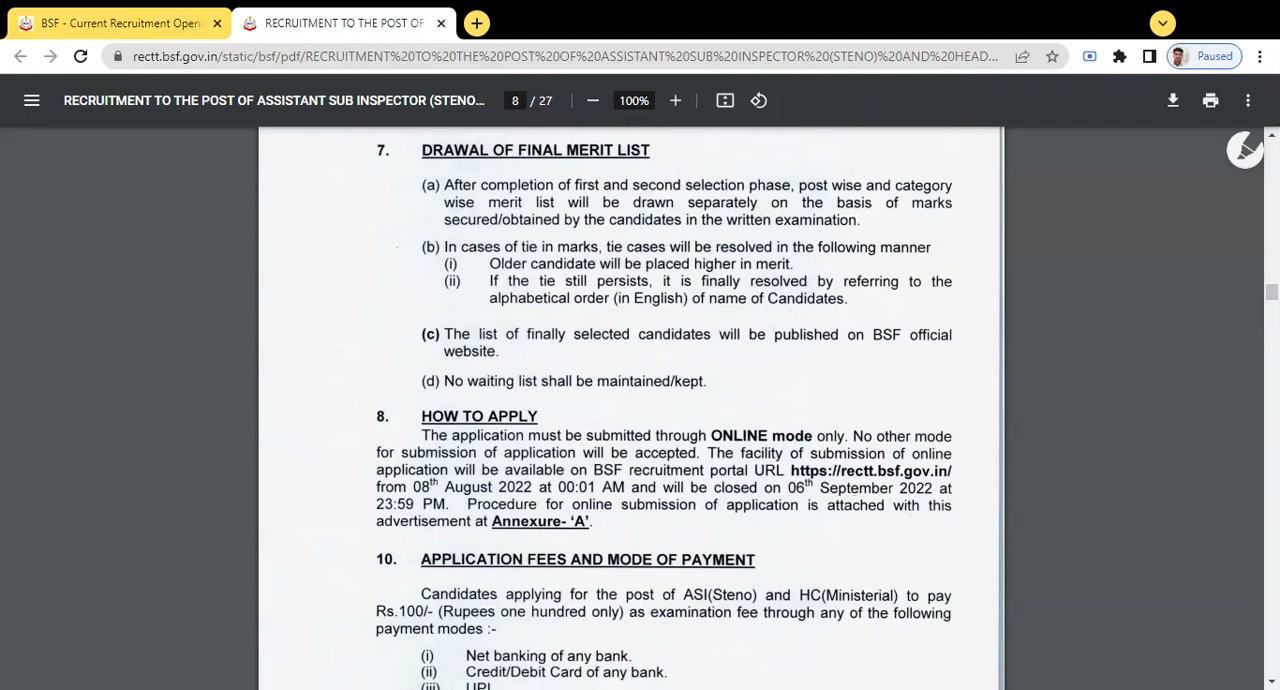 BSF - Current Recruitment Openi
RECRUITMENT TO THE POST OF
rectt.bsf.gov.in/static/bsf/pdf/RECRUITMENT%20TO%20THE%20POST%20OF%20ASSISTANT%20SUB%20INSPECTOR%20(STENO)%20AND%20HEAD...
Paused
RECRUITMENT TO THE POST OF ASSISTANT SUB INSPECTOR (STENO...
8 / 27
100%
7. DRAWAL OF FINAL MERIT LIST
(a) After completion of first and second selection phase, post wise and category
wise merit list will be drawn separately on the basis of marks
secured/obtained by the candidates in the written examination.
(b) In cases of tie in marks, tie cases will be resolved in the following manner
(i) Older candidate will be placed higher in merit.
(ii) If the tie still persists, it is finally resolved by referring to the
alphabetical order (in English) of name of Candidates.
(c) The list of finally selected candidates will be published on BSF official
website.
(d) No waiting list shall be maintained/kept.
8. HOW TO APPLY
The application must be submitted through ONLINE mode only. No other mode
for submission of application will be accepted. The facility of submission of online
application will be available on BSF recruitment portal URL https://rectt.bsf.gov.in/
from 08th August 2022 at 00:01 AM and will be closed on 06th September 2022 at
23:59 PM. Procedure for online submission of application is attached with this
advertisement at Annexure- ‘A’.
10. APPLICATION FEES AND MODE OF PAYMENT
Candidates applying for the post of ASI(Steno) and HC(Ministerial) to pay
Rs.100/- (Rupees one hundred only) as examination fee through any of the following
payment modes :-
(i) Net banking of any bank.
(ii) Credit/Debit Card of any bank.
(iii) UPI